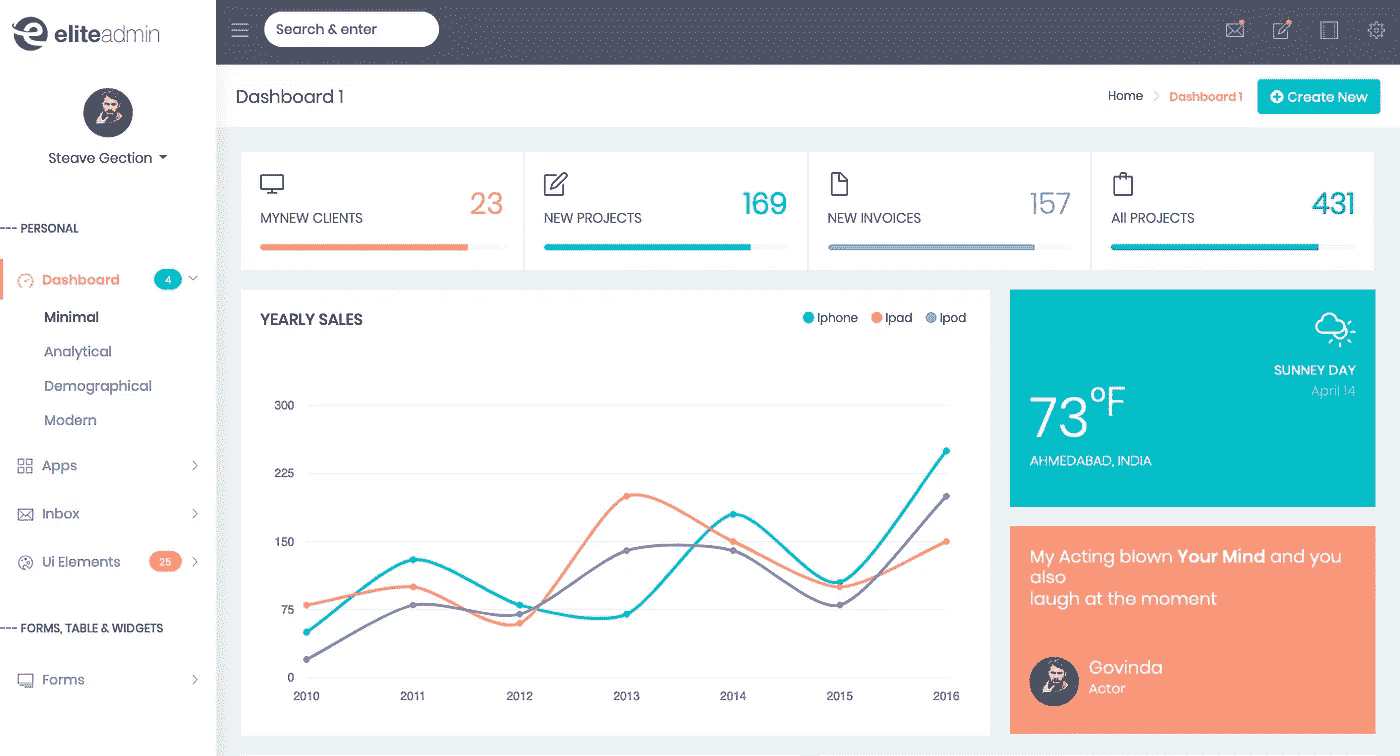 eliteadmin
Search & enter
Steave Gection
Dashboard 1
Home
Dashboard 1
Create New
--- PERSONAL
Dashboard
4
Minimal
Analytical
Demographical
Modern
Apps
Inbox
Ui Elements
25
--- FORMS, TABLE & WIDGETS
Forms
MYNEW CLIENTS
23
NEW PROJECTS
169
NEW INVOICES
157
All PROJECTS
431
YEARLY SALES
Iphone
Ipad
Ipod
300
225
150
75
0
2010
2011
2012
2013
2014
2015
2016
SUNNEY DAY
April 14
73°F
AHMEDABAD, INDIA
My Acting blown Your Mind and you
also
laugh at the moment
Govinda
Actor